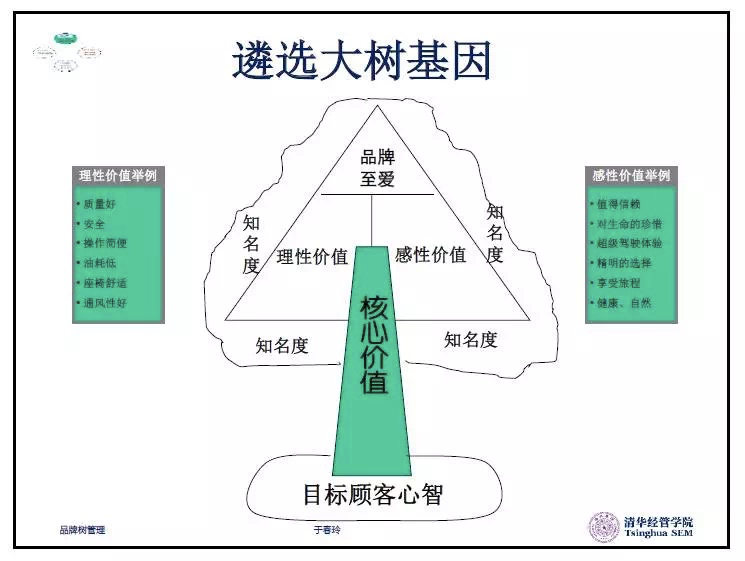 遴选大树基因
理性价值举例
• 质量好
• 安全
• 操作简便
• 油耗低
• 座椅舒适
• 通风性好
品牌
至爱
知名度
理性价值
感性价值
知名度
核心价值
知名度
知名度
目标顾客心智
感性价值举例
• 值得信赖
• 对生命的珍惜
• 超级驾驶体验
• 精明的选择
• 享受旅程
• 健康、自然
品牌树管理
于春玲
清华经管学院
Tsinghua SEM